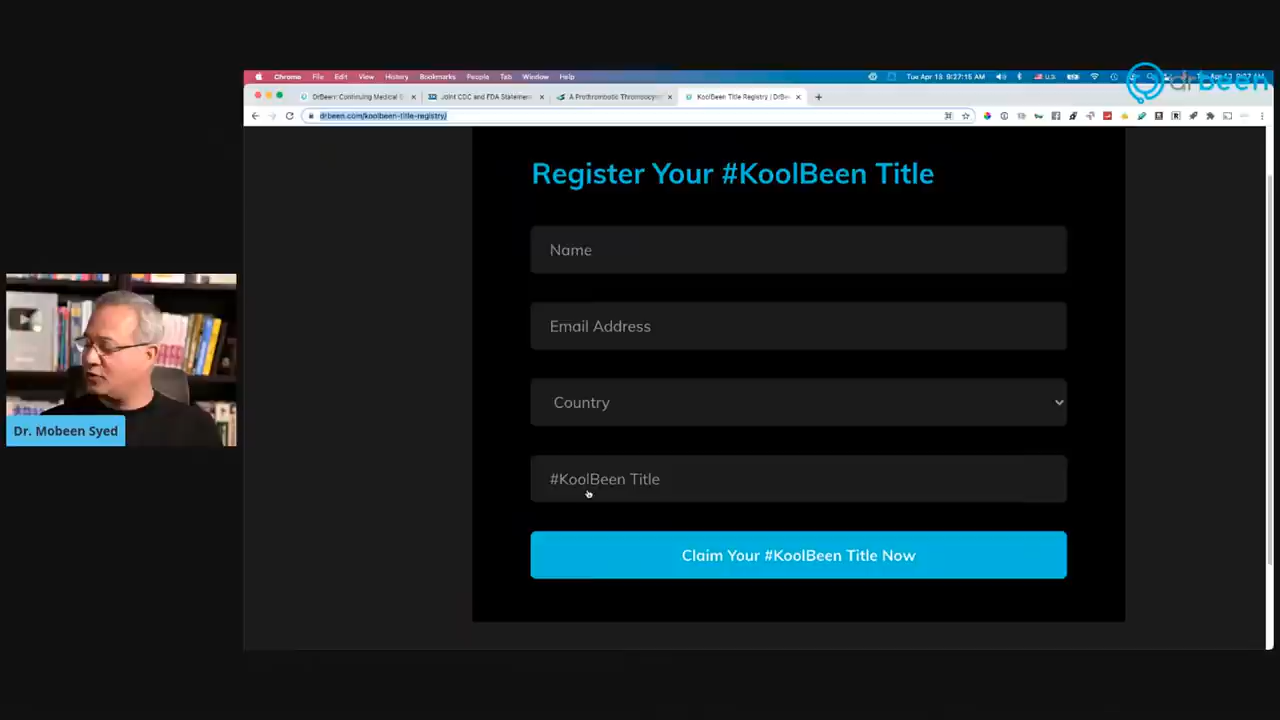 Chrome File Edit View History Bookmarks People Tab Window Help
Tue Apr 13 9:27:15 AM
drbeen
DrBeen: Continuing Medical
Joint CDC and FDA Statement
A Prothrombotic Thrombocyt
KoolBeen Title Registry | DrBe
drbeen.com/koolbeen-title-registry/
Register Your #KoolBeen Title
Name
Email Address
Country
#KoolBeen Title
Claim Your #KoolBeen Title Now
Dr. Mobeen Syed